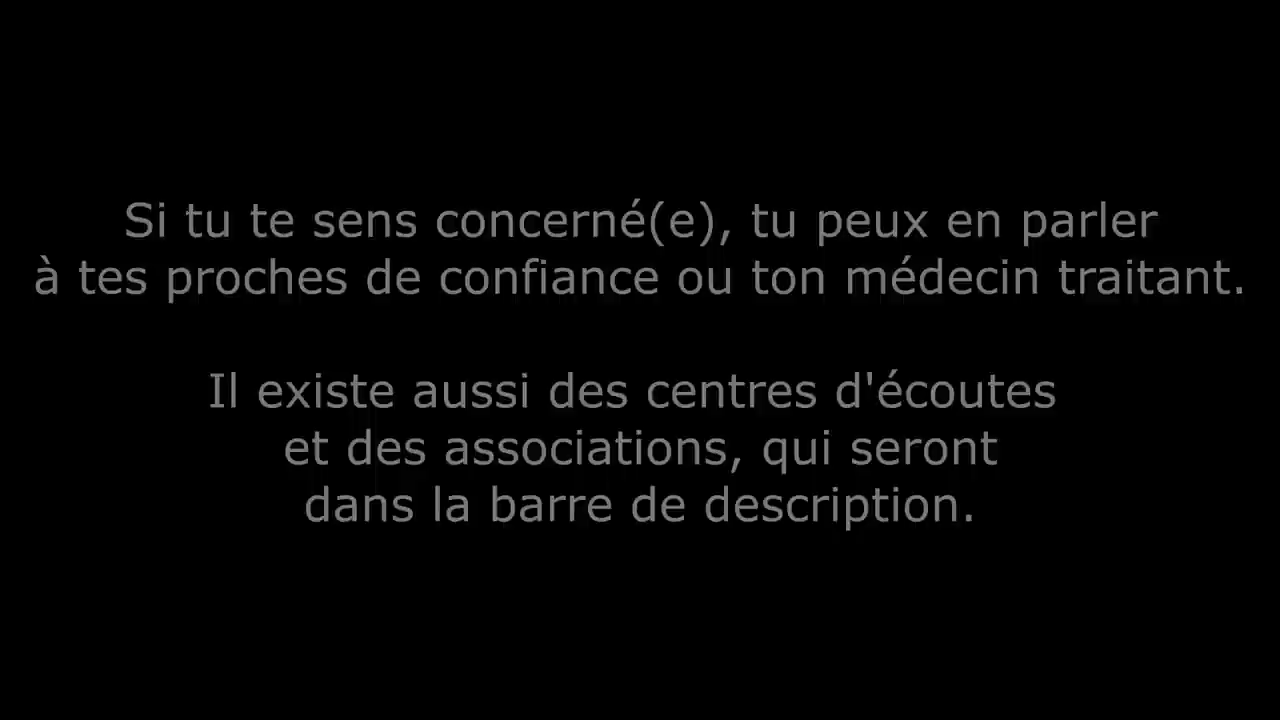 Si tu te sens concerné(e), tu peux en parler
à tes proches de confiance ou ton médecin traitant.
Il existe aussi des centres d'écoutes
et des associations, qui seront
dans la barre de description.